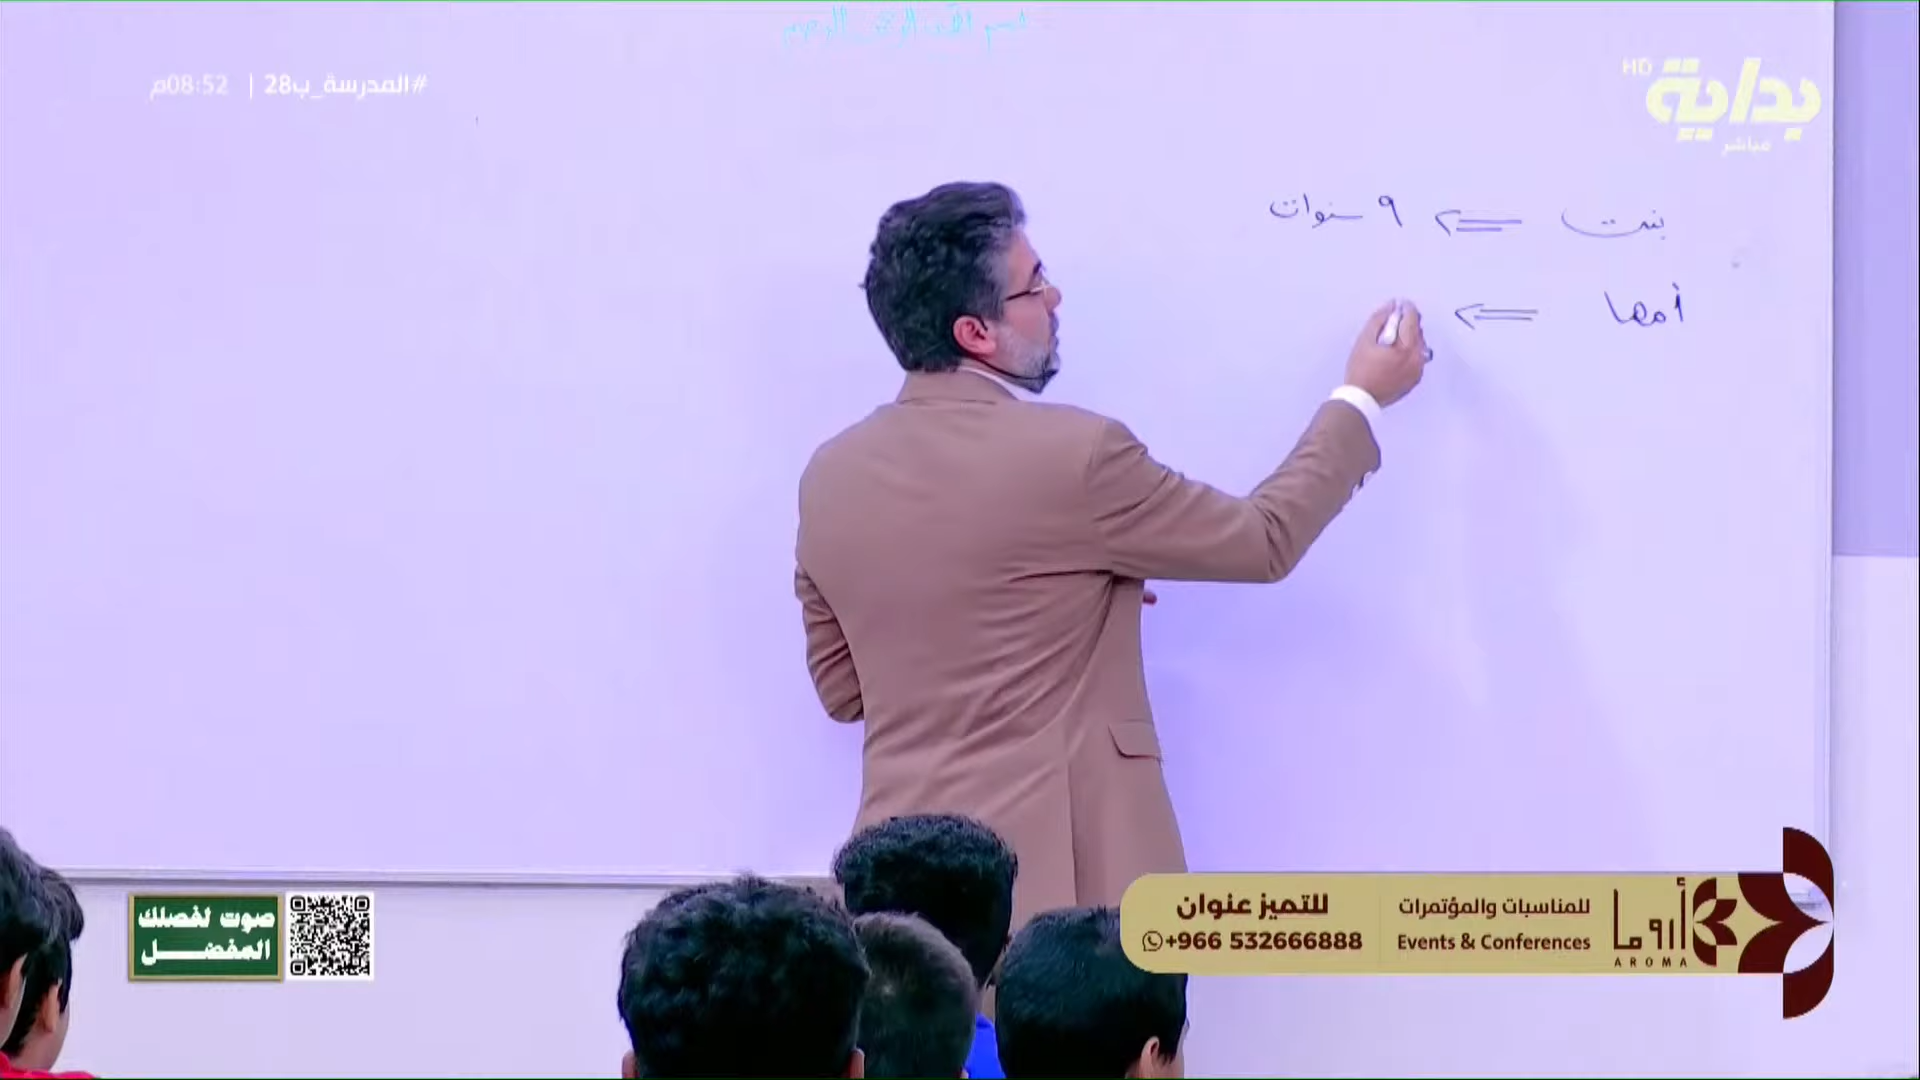 بسم الله الرحمن الرحيم
#المدرسة_ب28 | 08:52م
HD
بداية
مباشر
بنت ⇐ ٩ سنوات
أمها ⇐
صوت لفصلك
المفضل
للتميز عنوان
+966 532666888
للمناسبات والمؤتمرات
Events & Conferences
أروما
AROMA